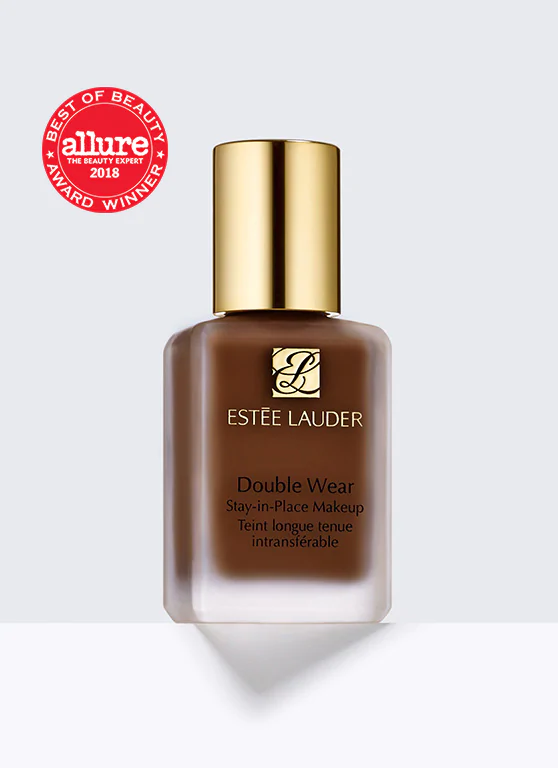 BEST OF BEAUTY
allure
THE BEAUTY EXPERT
2018
AWARD WINNER
EL
ESTĒE LAUDER
Double Wear
Stay-in-Place Makeup
Teint longue tenue
intransférable